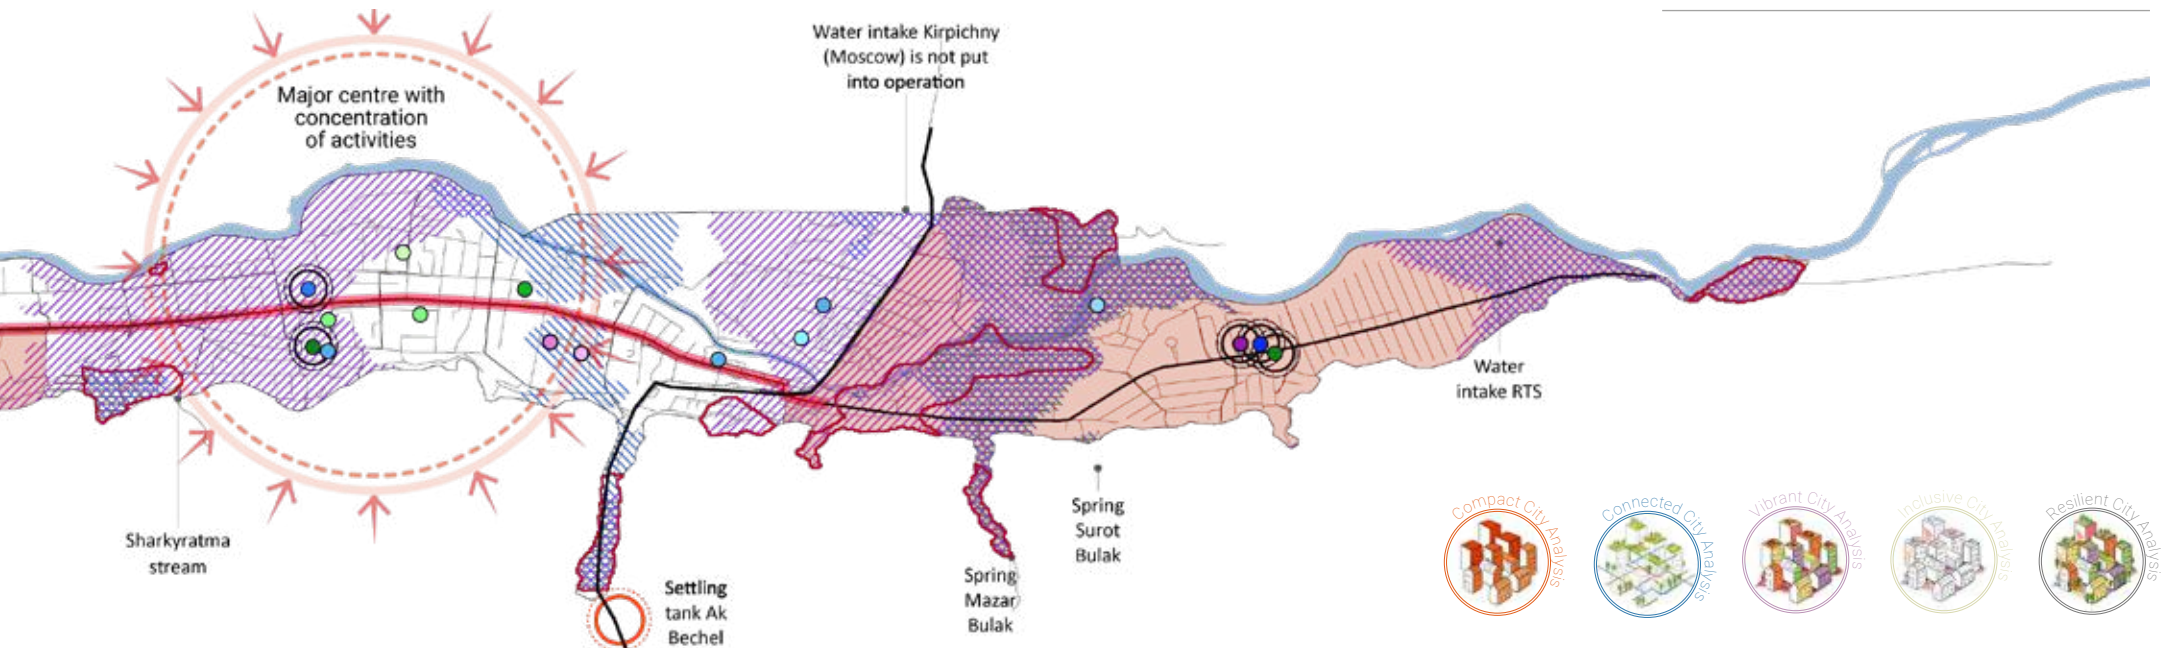 Water intake Kirpichny
(Moscow) is not put
into operation
Major centre with
concentration
of activities
Water
intake RTS
Sharkyratma
stream
Spring
Surot
Bulak
Spring
Mazar
Bulak
Settling
tank Ak
Bechel
Compact City Analysis
Connected City Analysis
Vibrant City Analysis
Inclusive City Analysis
Resilient City Analysis